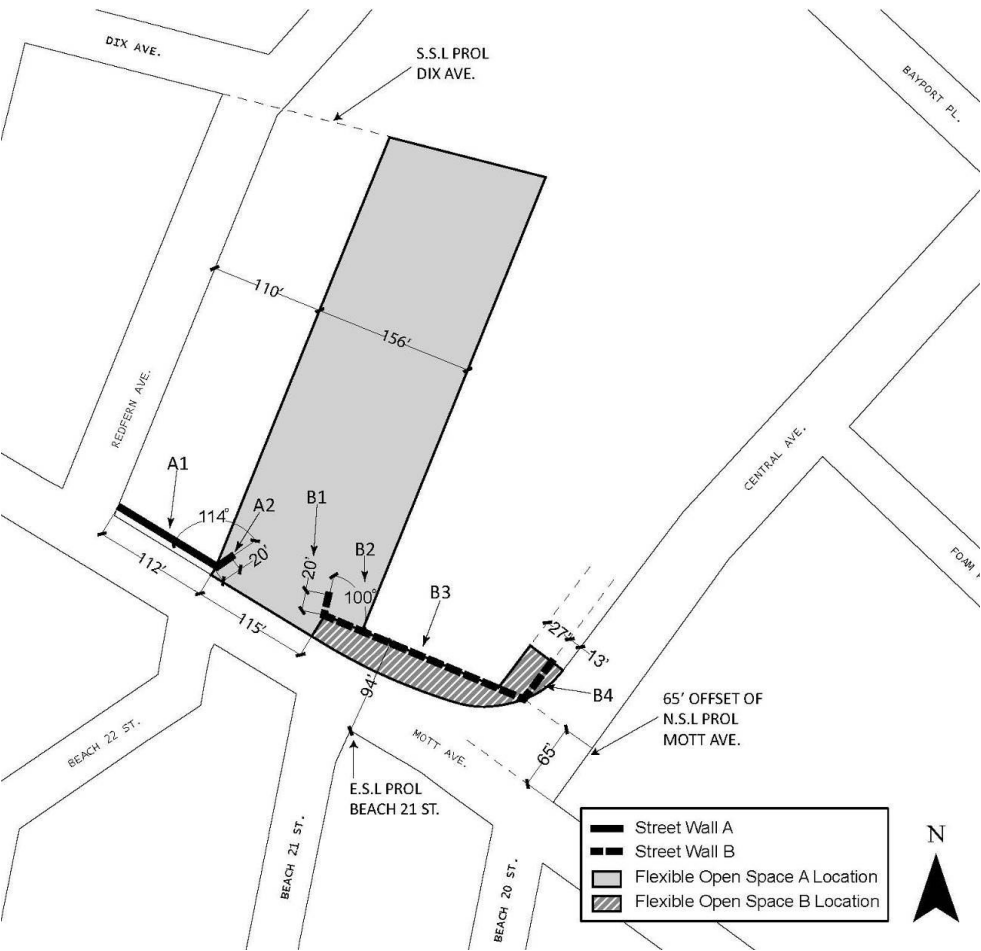 DIX AVE.
S.S.L PROL
DIX AVE.
BAYPORT PL.
110'
156'
REDFERN AVE.
CENTRAL AVE.
A1
114°
A2
20'
B1
20'
B2
100°
B3
FOAM
112'
115'
27'
13'
B4
94'
65' OFFSET OF
N.S.L PROL
MOTT AVE.
65'
MOTT AVE.
BEACH 22 ST.
E.S.L PROL
BEACH 21 ST.
BEACH 21 ST.
BEACH 20 ST.
Street Wall A
Street Wall B
Flexible Open Space A Location
Flexible Open Space B Location
N